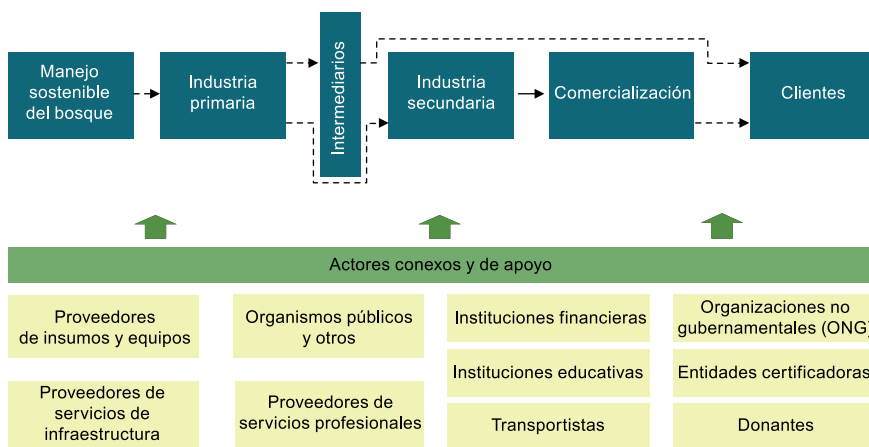 Manejo
sostenible
del bosque
Industria
primaria
Intermediarios
Industria
secundaria
Comercialización
Clientes
Actores conexos y de apoyo
Proveedores
de insumos y equipos
Organismos públicos
y otros
Instituciones financieras
Organizaciones no
gubernamentales (ONG)
Instituciones educativas
Entidades certificadoras
Proveedores de
servicios de
infraestructura
Proveedores de
servicios profesionales
Transportistas
Donantes